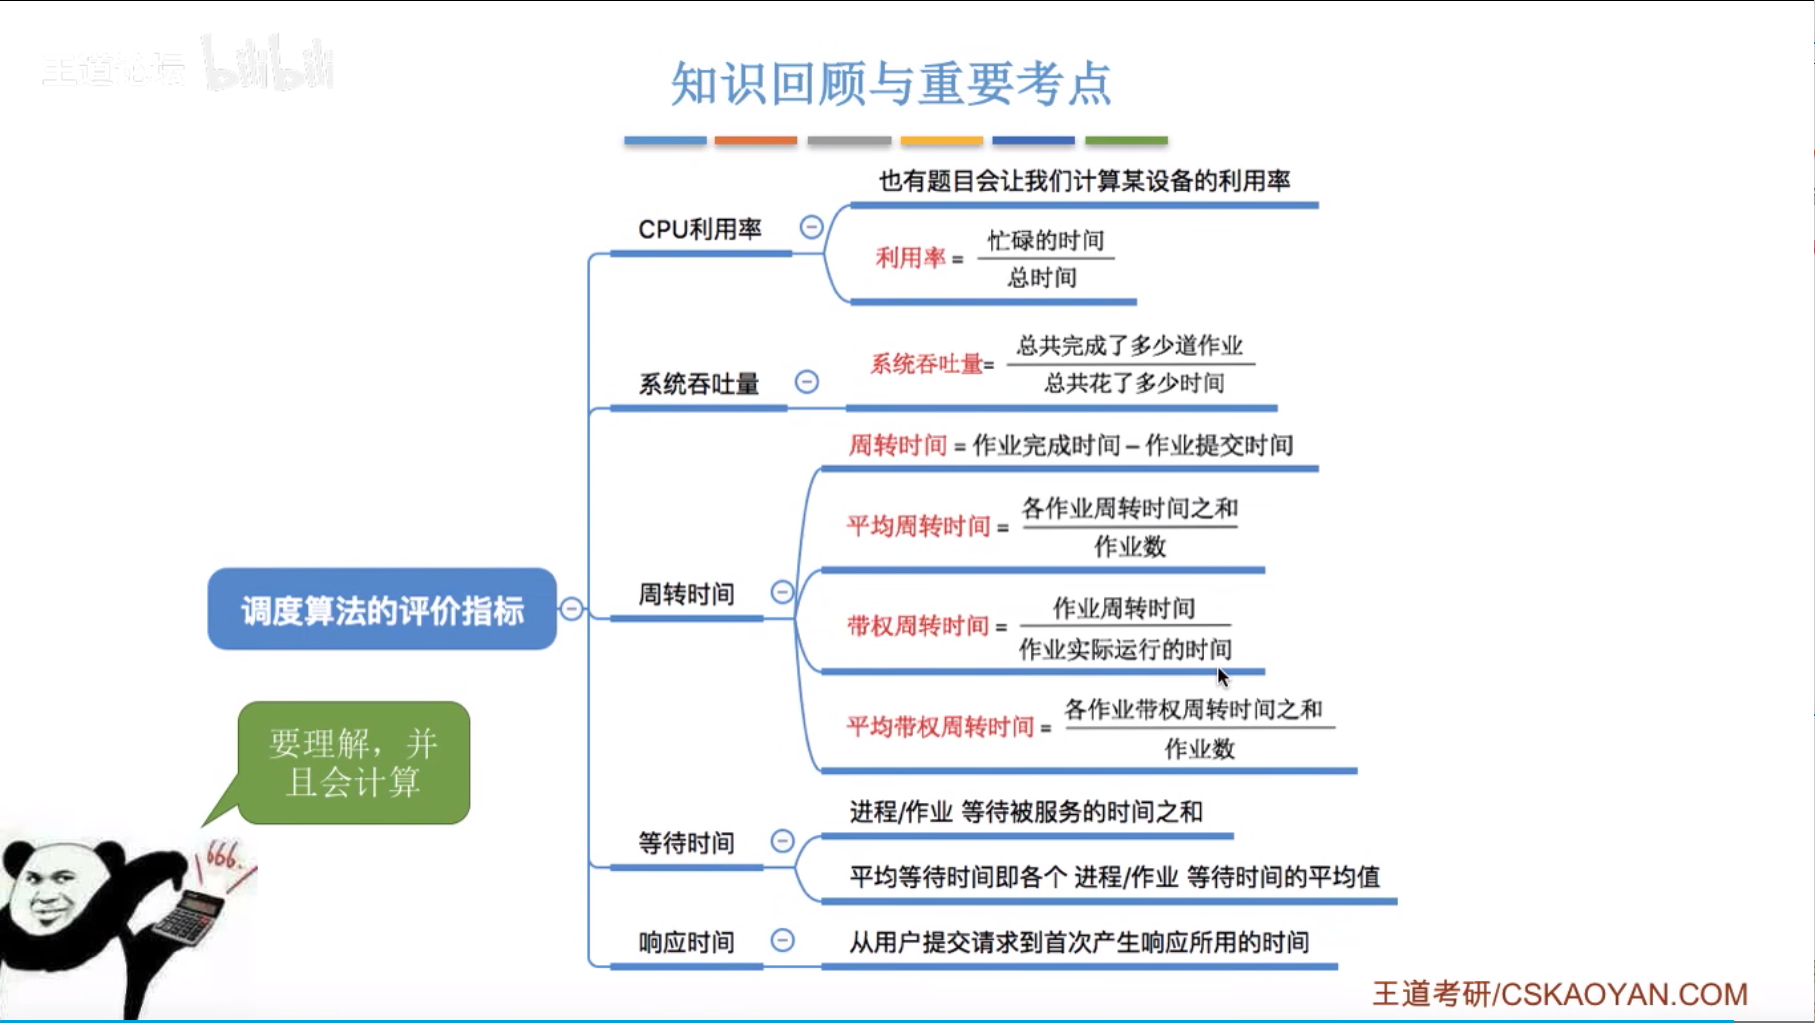 王道论坛 bilibili
知识回顾与重要考点
也有题目会让我们计算某设备的利用率
CPU利用率
利用率 = 忙碌的时间
总时间
系统吞吐量
系统吞吐量= 总共完成了多少道作业
总共花了多少时间
周转时间 = 作业完成时间 – 作业提交时间
平均周转时间 = 各作业周转时间之和
作业数
周转时间
调度算法的评价指标
带权周转时间 = 作业周转时间
作业实际运行的时间
平均带权周转时间 = 各作业带权周转时间之和
作业数
要理解，并
且会计算
进程/作业 等待被服务的时间之和
等待时间
平均等待时间即各个 进程/作业 等待时间的平均值
666.
响应时间
从用户提交请求到首次产生响应所用的时间
王道考研/CSKAOYAN.COM